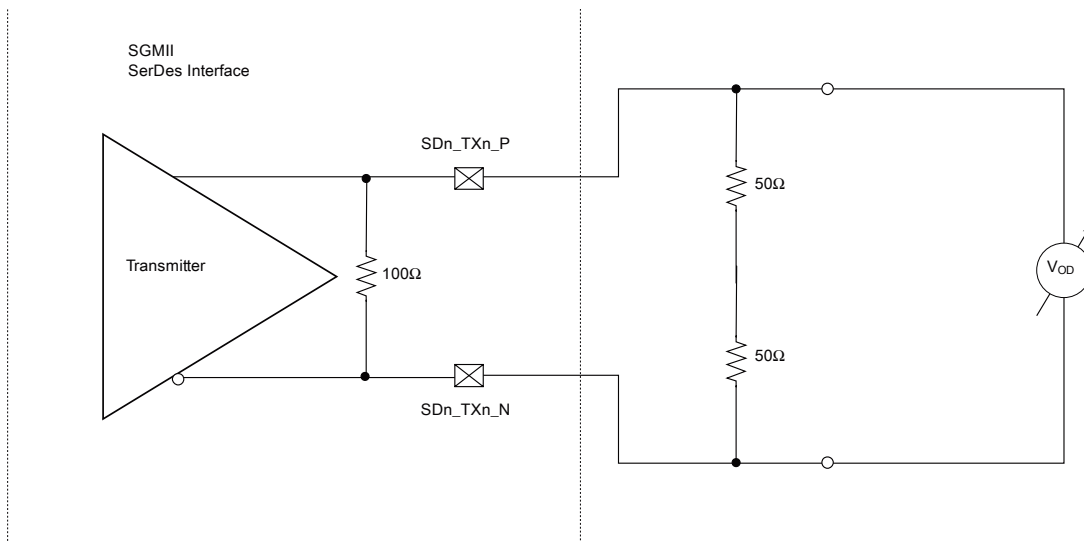 SGMII
SerDes Interface
SDn_TXn_P
50Ω
Transmitter
100Ω
VOD
50Ω
SDn_TXn_N